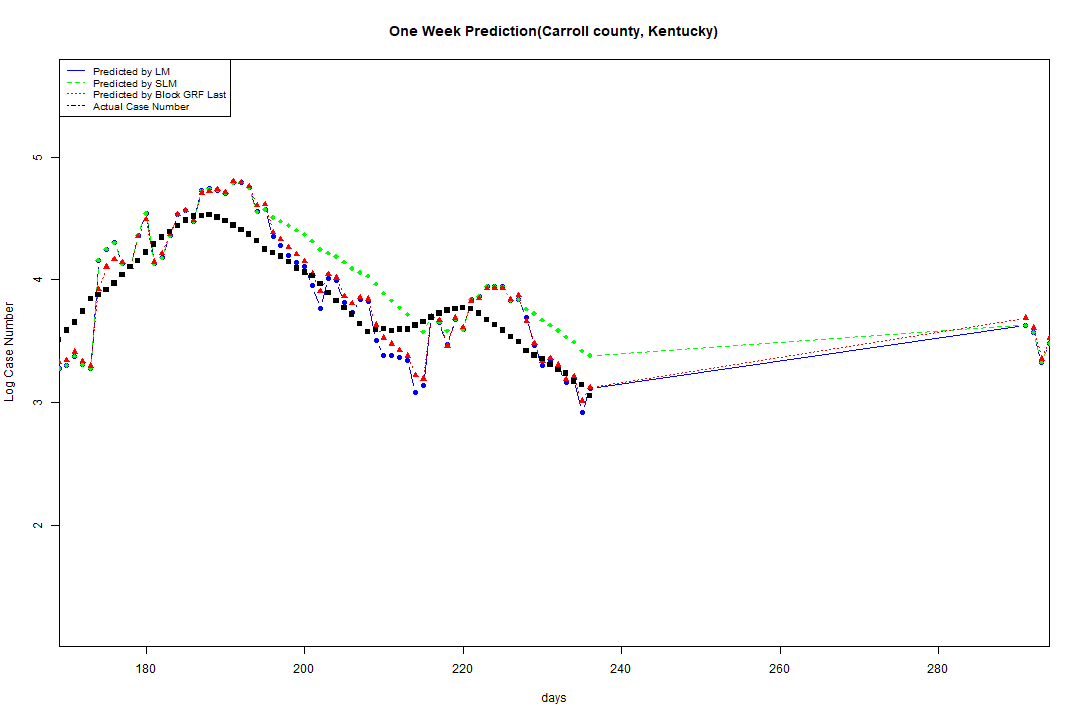 One Week Prediction(Carroll county, Kentucky)
Predicted by LM
Predicted by SLM
Predicted by Block GRF Last
Actual Case Number
5
4
3
2
Log Case Number
180 200 220 240 260 280
days